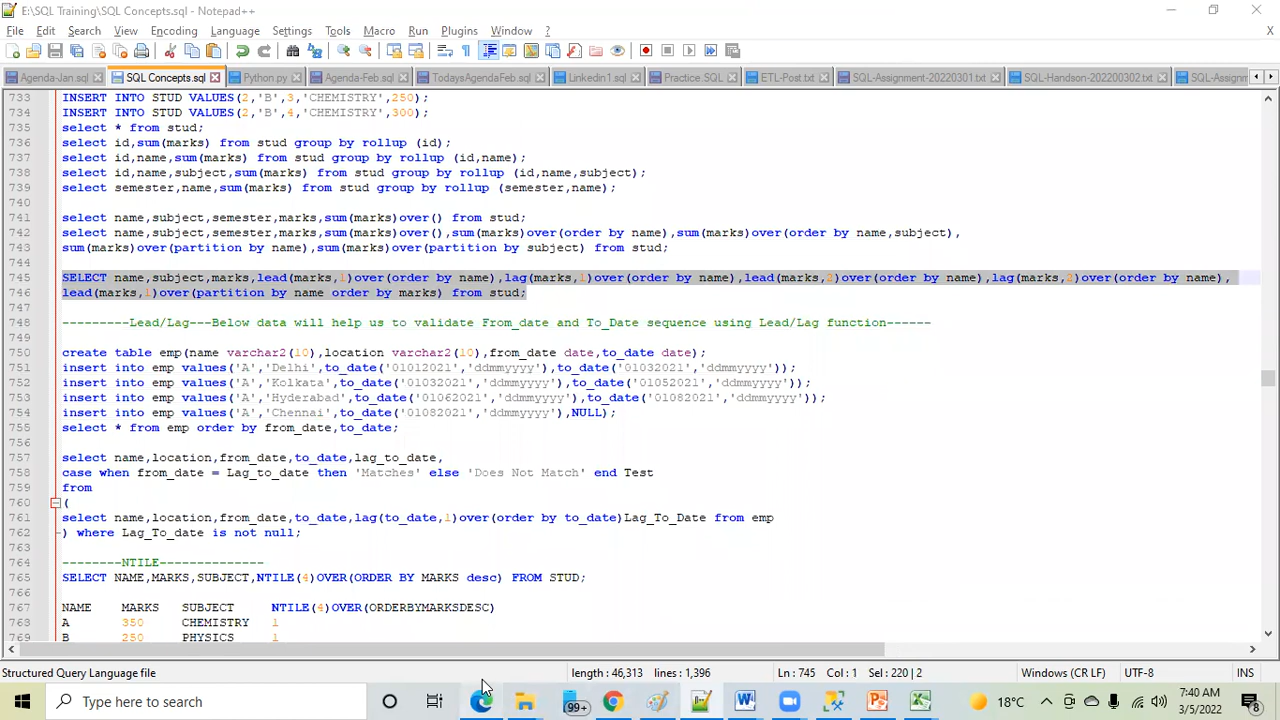 E:\SQL Training\SQL Concepts.sql - Notepad++
File Edit Search View Encoding Language Settings Tools Macro Run Plugins Window ? X
Agenda-Jan.sql SQL Concepts.sql Python.py Agenda-Feb.sql TodaysAgendaFeb.sql Linkedin1.sql Practice.SQL ETL-Post.txt SQL-Assignment-20220301.txt SQL-Handson-202200302.txt SQL-Assignm
733 INSERT INTO STUD VALUES(2,'B',3,'CHEMISTRY',250);
734 INSERT INTO STUD VALUES(2,'B',4,'CHEMISTRY',300);
735 select * from stud;
736 select id,sum(marks) from stud group by rollup (id);
737 select id,name,sum(marks) from stud group by rollup (id,name);
738 select id,name,subject,sum(marks) from stud group by rollup (id,name,subject);
739 select semester,name,sum(marks) from stud group by rollup (semester,name);
740
741 select name,subject,semester,marks,sum(marks)over() from stud;
742 select name,subject,semester,marks,sum(marks)over(),sum(marks)over(order by name),sum(marks)over(order by name,subject),
743 sum(marks)over(partition by name),sum(marks)over(partition by subject) from stud;
744
745 SELECT name,subject,marks,lead(marks,1)over(order by name),lag(marks,1)over(order by name),lead(marks,2)over(order by name),lag(marks,2)over(order by name),
746 lead(marks,1)over(partition by name order by marks) from stud;
747
748 ---------Lead/Lag---Below data will help us to validate From_date and To_Date sequence using Lead/Lag function------
749
750 create table emp(name varchar2(10),location varchar2(10),from_date date,to_date date);
751 insert into emp values('A','Delhi',to_date('01012021','ddmmyyyy'),to_date('01032021','ddmmyyyy'));
752 insert into emp values('A','Kolkata',to_date('01032021','ddmmyyyy'),to_date('01052021','ddmmyyyy'));
753 insert into emp values('A','Hyderabad',to_date('01062021','ddmmyyyy'),to_date('01082021','ddmmyyyy'));
754 insert into emp values('A','Chennai',to_date('01082021','ddmmyyyy'),NULL);
755 select * from emp order by from_date,to_date;
756
757 select name,location,from_date,to_date,lag_to_date,
758 case when from_date = Lag_to_date then 'Matches' else 'Does Not Match' end Test
759 from
760 (
761 select name,location,from_date,to_date,lag(to_date,1)over(order by to_date)Lag_To_Date from emp
762 ) where Lag_To_date is not null;
763
764 --------NTILE--------------
765 SELECT NAME,MARKS,SUBJECT,NTILE(4)OVER(ORDER BY MARKS desc) FROM STUD;
766
767 NAME MARKS SUBJECT NTILE(4)OVER(ORDERBYMARKSDESC)
768 A 350 CHEMISTRY 1
769 B 250 PHYSICS 1
Structured Query Language file length : 46,313 lines : 1,396 Ln : 745 Col : 1 Sel : 220 | 2 Windows (CR LF) UTF-8 INS
Type here to search 99+ 18°C 7:40 AM
3/5/2022 8